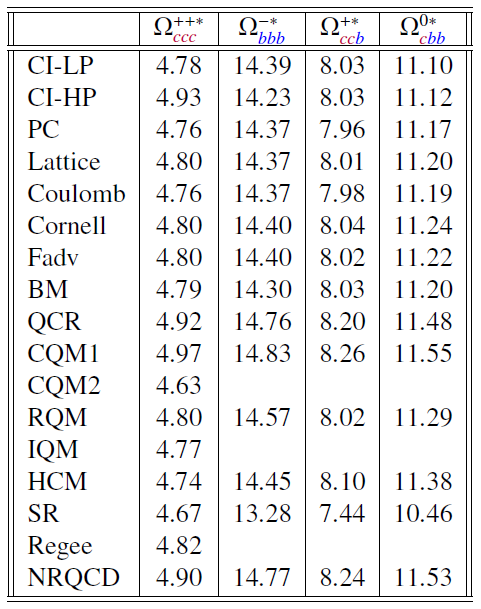 Ω++*ccc Ω−*bbb Ω+*ccb Ω0*cbb
CI-LP 4.78 14.39 8.03 11.10
CI-HP 4.93 14.23 8.03 11.12
PC 4.76 14.37 7.96 11.17
Lattice 4.80 14.37 8.01 11.20
Coulomb 4.76 14.37 7.98 11.19
Cornell 4.80 14.40 8.04 11.24
Fadv 4.80 14.40 8.02 11.22
BM 4.79 14.30 8.03 11.20
QCR 4.92 14.76 8.20 11.48
CQM1 4.97 14.83 8.26 11.55
CQM2 4.63
RQM 4.80 14.57 8.02 11.29
IQM 4.77
HCM 4.74 14.45 8.10 11.38
SR 4.67 13.28 7.44 10.46
Regee 4.82
NRQCD 4.90 14.77 8.24 11.53